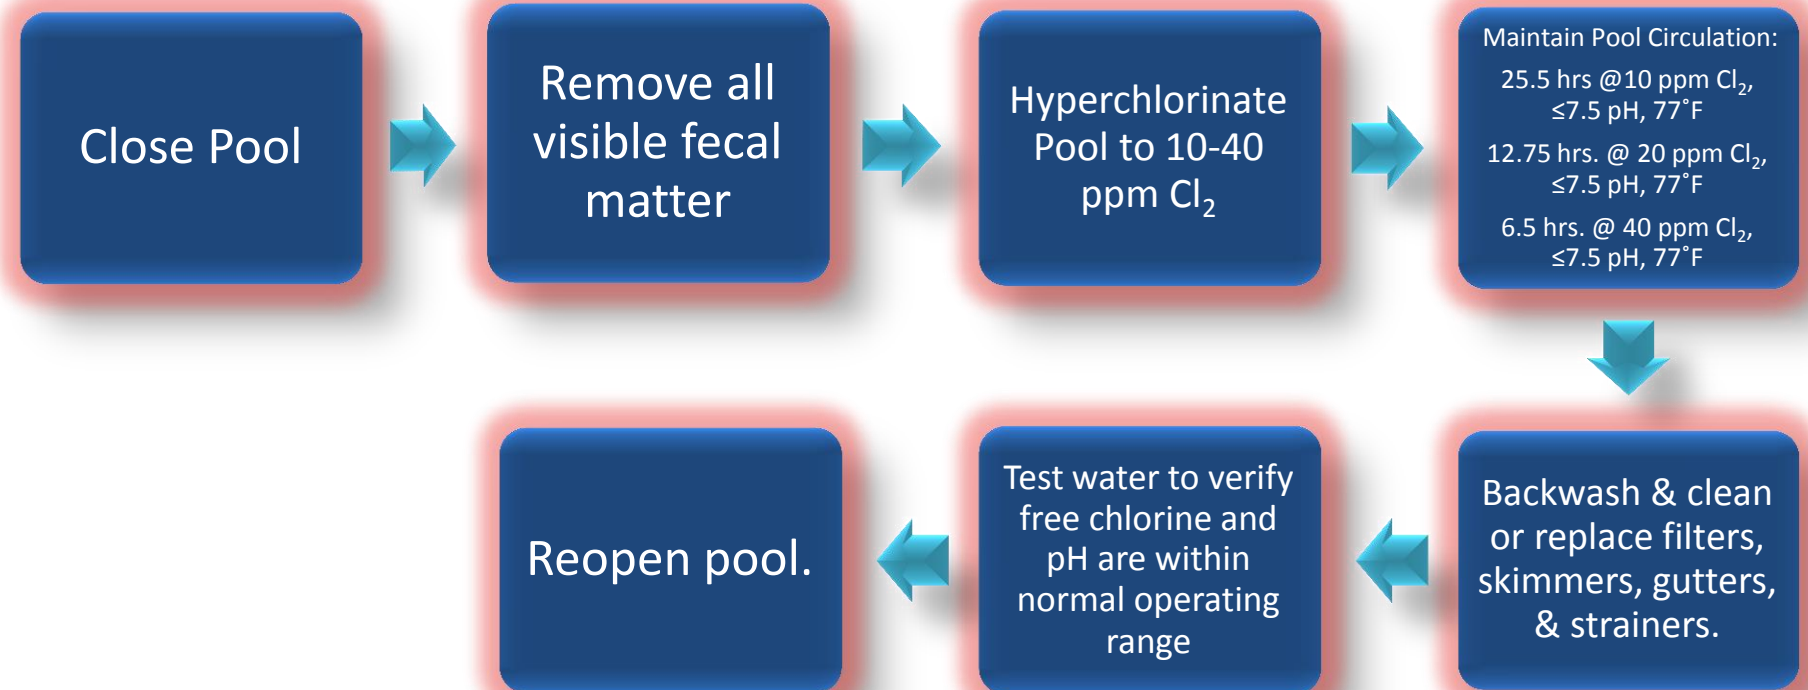 Close Pool
Remove all
visible fecal
matter
Hyperchlorinate
Pool to 10-40
ppm Cl₂
Maintain Pool Circulation:
25.5 hrs @10 ppm Cl₂,
≤7.5 pH, 77˚F
12.75 hrs. @ 20 ppm Cl₂,
≤7.5 pH, 77˚F
6.5 hrs. @ 40 ppm Cl₂,
≤7.5 pH, 77˚F
Backwash & clean
or replace filters,
skimmers, gutters,
& strainers.
Test water to verify
free chlorine and
pH are within
normal operating
range
Reopen pool.